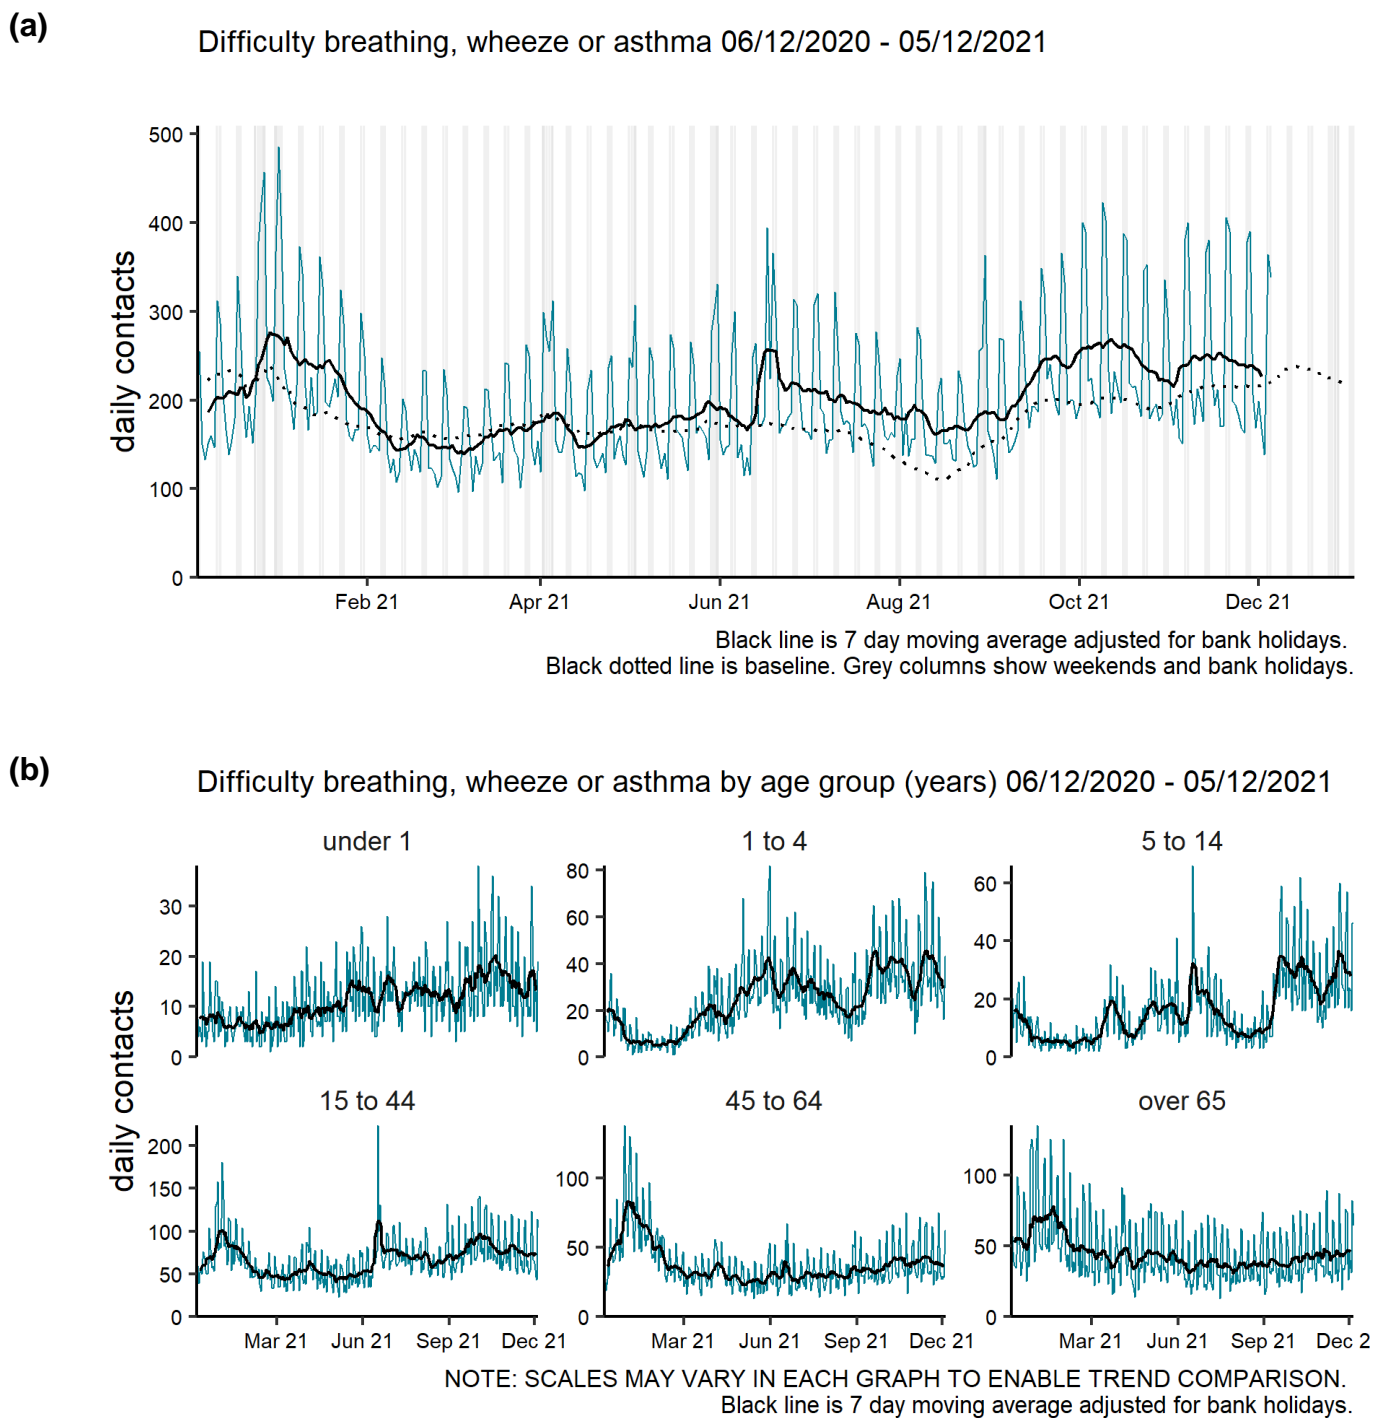 (a)
Difficulty breathing, wheeze or asthma 06/12/2020 - 05/12/2021
daily contacts
500
400
300
200
100
0
Feb 21 Apr 21 Jun 21 Aug 21 Oct 21 Dec 21
Black line is 7 day moving average adjusted for bank holidays.
Black dotted line is baseline. Grey columns show weekends and bank holidays.
(b)
Difficulty breathing, wheeze or asthma by age group (years) 06/12/2020 - 05/12/2021
daily contacts
under 1
30
20
10
0
1 to 4
80
60
40
20
0
5 to 14
60
40
20
0
15 to 44
200
150
100
50
0
Mar 21 Jun 21 Sep 21 Dec 21
45 to 64
100
50
0
Mar 21 Jun 21 Sep 21 Dec 21
over 65
100
50
0
Mar 21 Jun 21 Sep 21 Dec 2
NOTE: SCALES MAY VARY IN EACH GRAPH TO ENABLE TREND COMPARISON.
Black line is 7 day moving average adjusted for bank holidays.